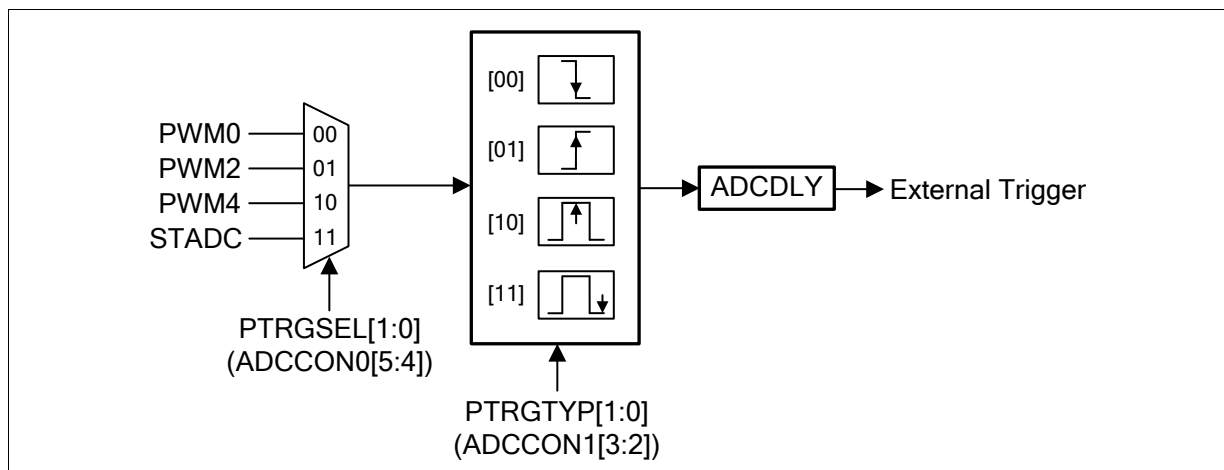 PWM0
PWM2
PWM4
STADC
00
01
10
11
PTRGSEL[1:0]
(ADCCON0[5:4])
[00]
[01]
[10]
[11]
PTRGTYP[1:0]
(ADCCON1[3:2])
ADCDLY
External Trigger